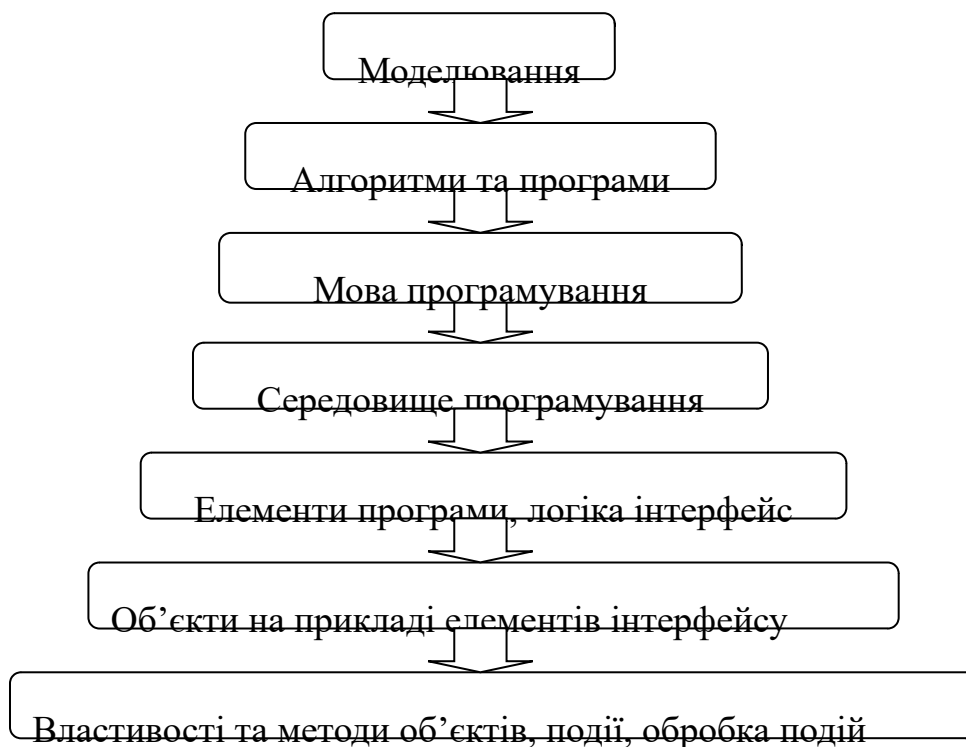 Моделювання
Алгоритми та програми
Мова програмування
Середовище програмування
Елементи програми, логіка інтерфейс
Об’єкти на прикладі елементів інтерфейсу
Властивості та методи об’єктів, події, обробка подій